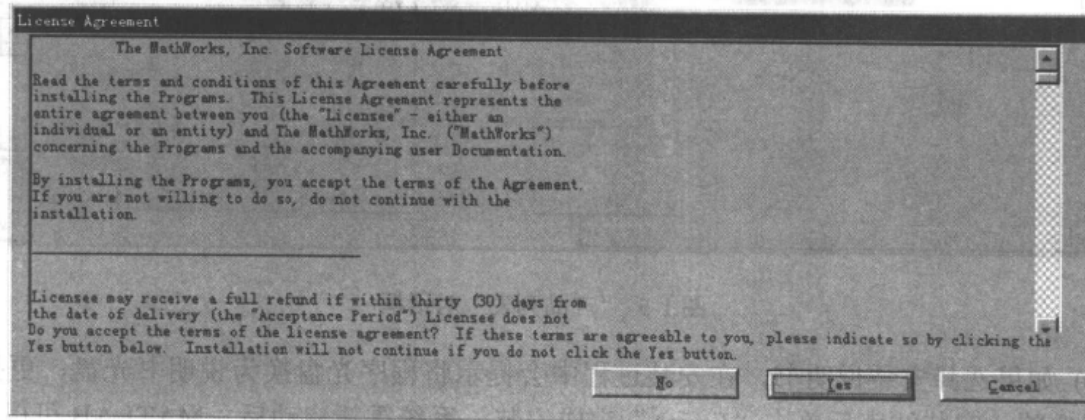 License Agreement
The MathWorks, Inc. Software License Agreement
Read the terms and conditions of this Agreement carefully before
installing the Programs. This License Agreement represents the
entire agreement between you (the "Licensee" - either an
individual or an entity) and The MathWorks, Inc. ("MathWorks")
concerning the Programs and the accompanying user Documentation.
By installing the Programs, you accept the terms of the Agreement.
If you are not willing to do so, do not continue with the
installation.
Licensee may receive a full refund if within thirty (30) days from
the date of delivery (the "Acceptance Period") Licensee does not
Do you accept the terms of the license agreement? If these terms are agreeable to you, please indicate so by clicking the
Yes button below. Installation will not continue if you do not click the Yes button.
No Yes Cancel